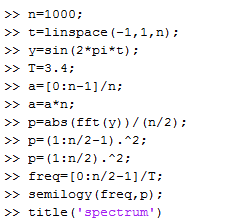 >> n=1000;
>> t=linspace(-1,1,n);
>> y=sin(2*pi*t);
>> T=3.4;
>> a=[0:n-1]/n;
>> a=a*n;
>> p=abs(fft(y))/(n/2);
>> p=(1:n/2-1).^2;
>> p=(1:n/2).^2;
>> freq=[0:n/2-1]/T;
>> semilogy(freq,p);
>> title('spectrum')